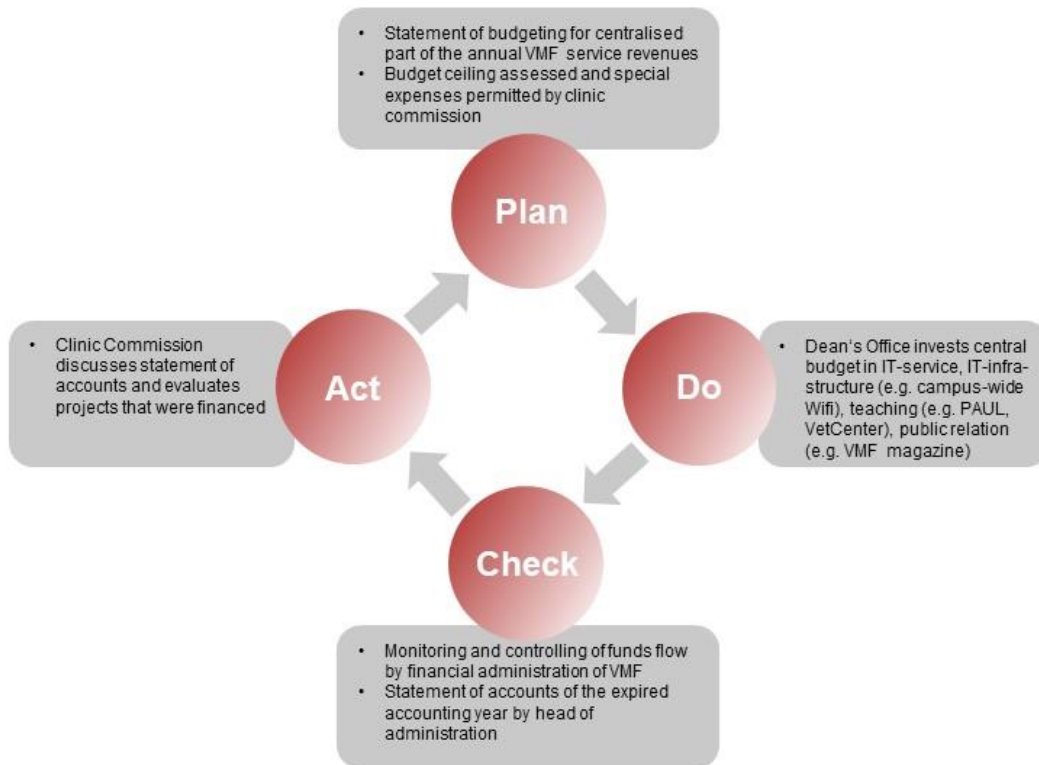 • Statement of budgeting for centralised
part of the annual VMF service revenues
• Budget ceiling assessed and special
expenses permitted by clinic
commission
Plan
• Clinic Commission
discusses statement of
accounts and evaluates
projects that were financed
Act
Do
• Dean's Office invests central
budget in IT-service, IT-infra-
structure (e.g. campus-wide
Wifi), teaching (e.g. PAUL,
VetCenter), public relation
(e.g. VMF magazine)
Check
• Monitoring and controlling of funds flow
by financial administration of VMF
• Statement of accounts of the expired
accounting year by head of
administration